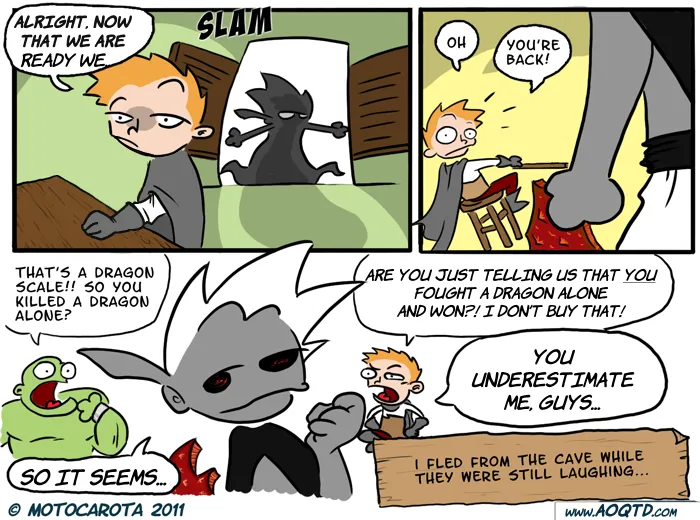 ALRIGHT, NOW
THAT WE ARE
READY WE...
SLAM
OH
YOU'RE
BACK!
THAT'S A DRAGON
SCALE!! SO YOU
KILLED A DRAGON
ALONE?
SO IT SEEMS...
ARE YOU JUST TELLING US THAT YOU
FOUGHT A DRAGON ALONE
AND WON?! I DON'T BUY THAT!
YOU
UNDERESTIMATE
ME, GUYS...
I FLED FROM THE CAVE WHILE
THEY WERE STILL LAUGHING...
© MOTOCAROTA 2011
WWW.AOQTD.COM